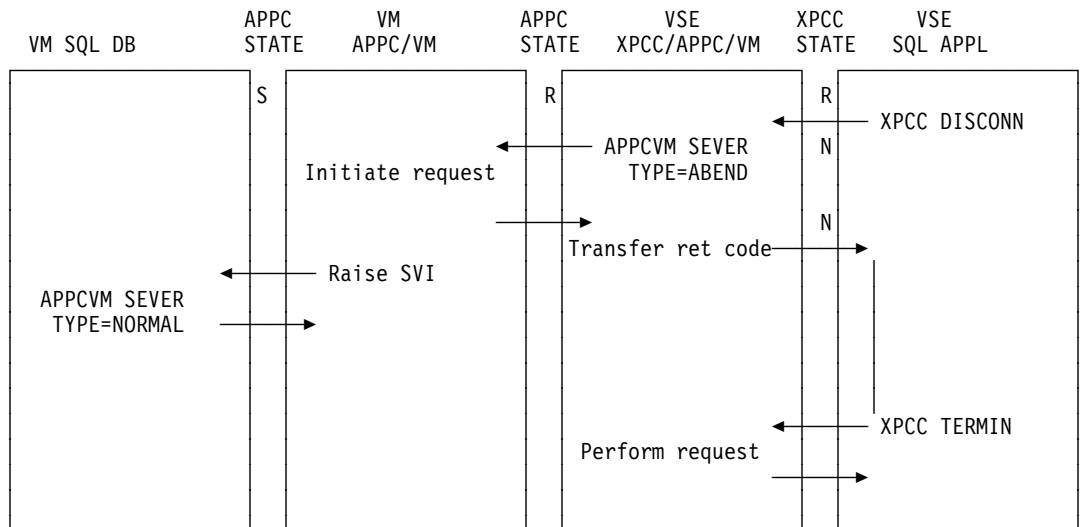 APPC VM APPC VSE XPCC VSE
VM SQL DB STATE APPC/VM STATE XPCC/APPC/VM STATE SQL APPL
S R R
XPCC DISCONN
APPCVM SEVER N
Initiate request TYPE=ABEND
N
Transfer ret code
Raise SVI
APPCVM SEVER
TYPE=NORMAL
XPCC TERMIN
Perform request